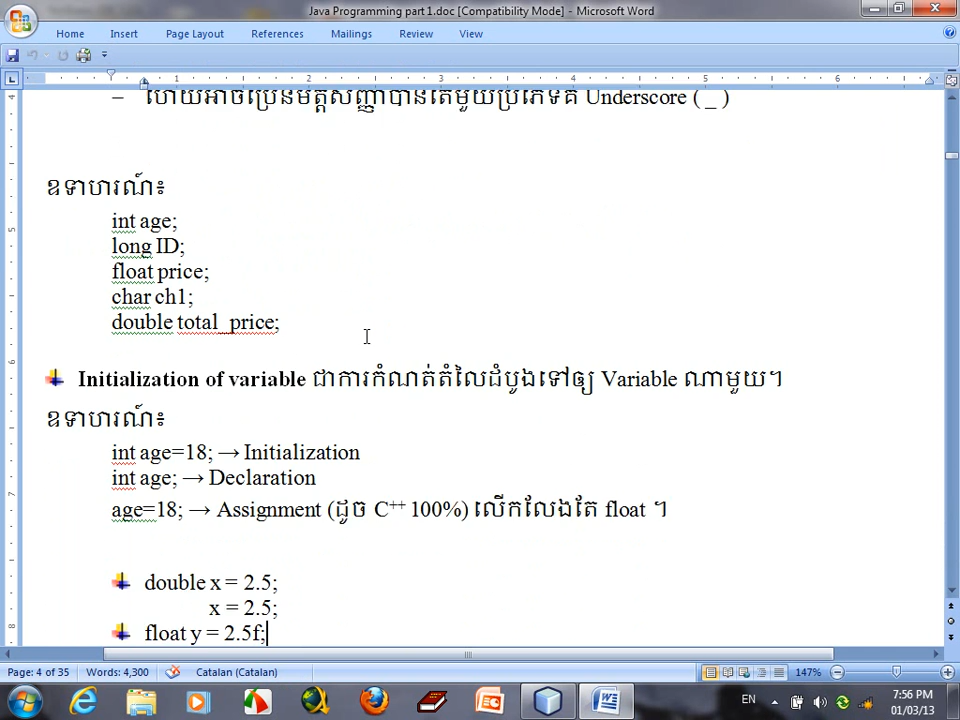 Java Programming part 1.doc [Compatibility Mode] - Microsoft Word
Home Insert Page Layout References Mailings Review View
1 2 3 4 5 6
– ហើយអាចប្រើនិមិត្តសញ្ញាបានតែមួយប្រភេទគឺ Underscore ( _ )
ឧទាហរណ៍៖
int age;
long ID;
float price;
char ch1;
double total_price;
Initialization of variable ជាការកំណត់តំលៃដំបូងទៅឲ្យ Variable ណាមួយ។
ឧទាហរណ៍៖
int age=18; → Initialization
int age; → Declaration
age=18; → Assignment (ដូច C++ 100%) លើកលែងតែ float ។
double x = 2.5;
x = 2.5;
float y = 2.5f;
Page: 4 of 35 Words: 4,300 Catalan (Catalan) 147%
EN 7:56 PM
01/03/13